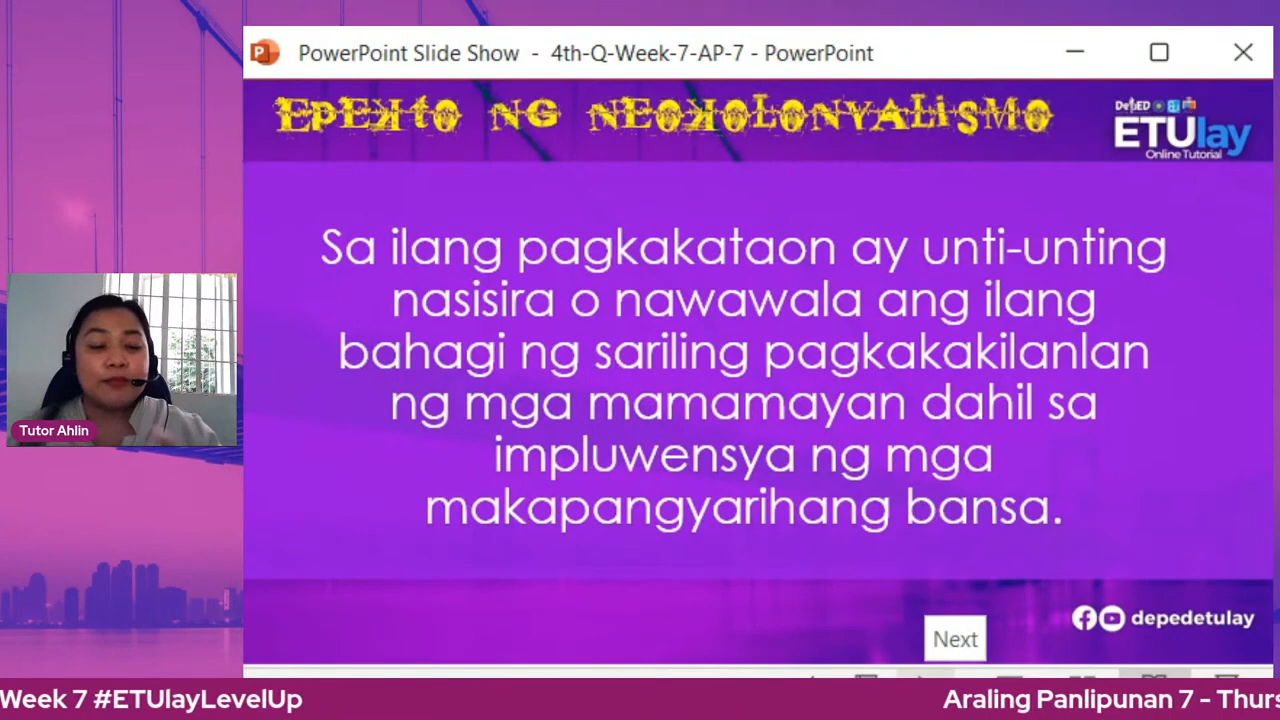 PowerPoint Slide Show - 4th-Q-Week-7-AP-7 - PowerPoint
EPEKTO NG NEOKOLONYALISMO
DepED
ETUlay
Online Tutorial
Sa ilang pagkakataon ay unti-unting
nasisira o nawawala ang ilang
bahagi ng sariling pagkakakilanlan
ng mga mamamayan dahil sa
impluwensya ng mga
makapangyarihang bansa.
Tutor Ahlin
depedetulay
Next
Week 7 #ETUlayLevelUp
Araling Panlipunan 7 - Thurs